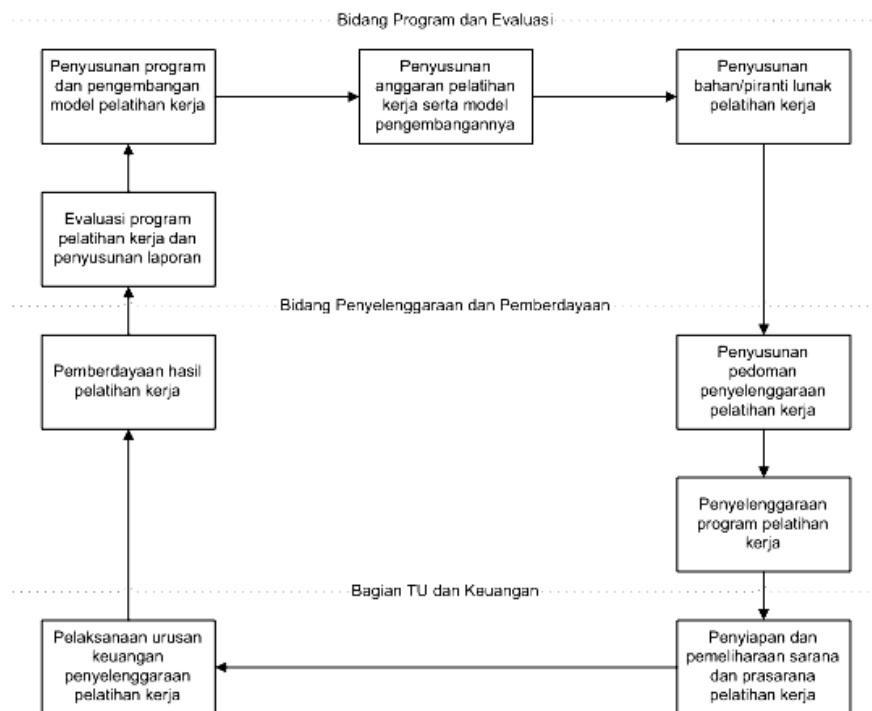 Bidang Program dan Evaluasi
Penyusunan program
dan pengembangan
model pelatihan kerja
Penyusunan
anggaran pelatihan
kerja serta model
pengembangannya
Penyusunan
bahan/piranti lunak
pelatihan kerja
Evaluasi program
pelatihan kerja dan
penyusunan laporan
Bidang Penyelenggaraan dan Pemberdayaan
Pemberdayaan hasil
pelatihan kerja
Penyusunan
pedoman
penyelenggaraan
pelatihan kerja
Penyelenggaraan
program pelatihan
kerja
Bagian TU dan Keuangan
Pelaksanaan urusan
keuangan
penyelenggaraan
pelatihan kerja
Penyiapan dan
pemeliharaan sarana
dan prasarana
pelatihan kerja